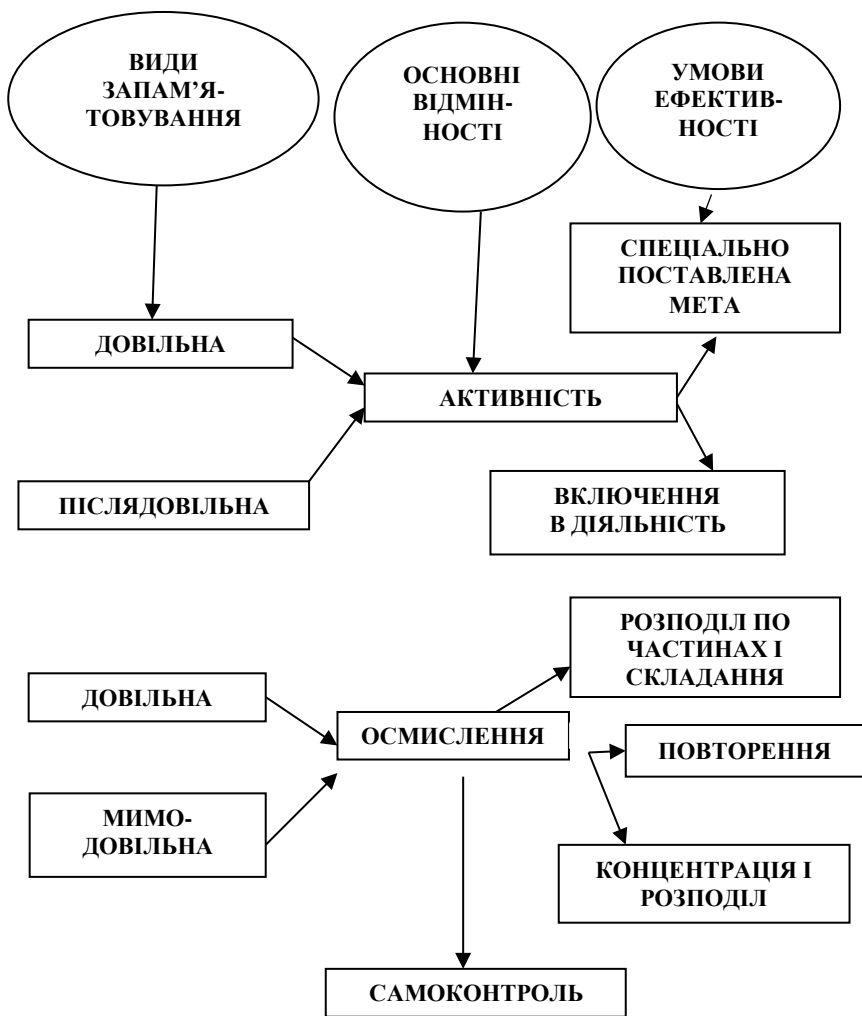 ВИДИ
ЗАПАМ’Я-
ТОВУВАННЯ
ОСНОВНІ
ВІДМІН-
НОСТІ
УМОВИ
ЕФЕКТИВ-
НОСТІ
СПЕЦІАЛЬНО
ПОСТАВЛЕНА
МЕТА
ДОВІЛЬНА
АКТИВНІСТЬ
ПІСЛЯДОВІЛЬНА
ВКЛЮЧЕННЯ
В ДІЯЛЬНІСТЬ
РОЗПОДІЛ ПО
ЧАСТИНАХ І
СКЛАДАННЯ
ДОВІЛЬНА
ОСМИСЛЕННЯ
ПОВТОРЕННЯ
МИМО-
ДОВІЛЬНА
КОНЦЕНТРАЦІЯ І
РОЗПОДІЛ
САМОКОНТРОЛЬ